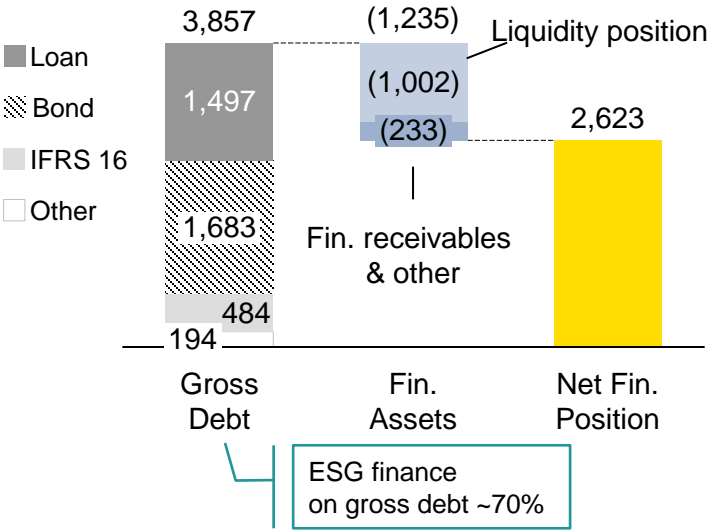 3,857
(1,235)
Liquidity position
Loan
1,497
(1,002)
Bond
(233)
2,623
IFRS 16
Other
1,683
Fin. receivables
& other
484
194
Gross
Debt
Fin.
Assets
Net Fin.
Position
ESG finance
on gross debt ~70%